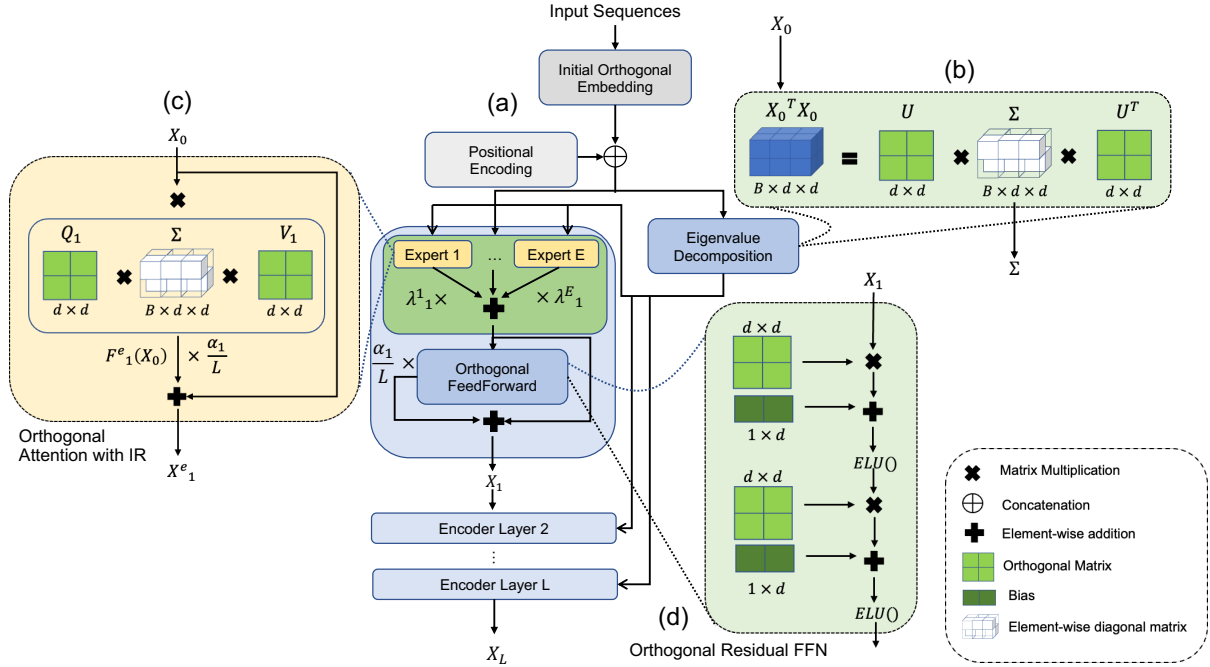 Input Sequences
Initial Orthogonal
Embedding
(a)
Positional
Encoding
Expert 1
...
Expert E
λ¹₁ ×
× λᴱ₁
α₁/L ×
Orthogonal
FeedForward
X₁
Encoder Layer 2
...
Encoder Layer L
X_L
Eigenvalue
Decomposition
(b)
X₀
X₀ᵀX₀
U
Σ
Uᵀ
=
B × d × d
d × d
B × d × d
d × d
Σ
(c)
X₀
Q₁
Σ
V₁
d × d
B × d × d
d × d
Fᵉ₁(X₀)
× α₁/L
Orthogonal
Attention with IR
Xᵉ₁
X₁
d × d
1 × d
ELU()
d × d
1 × d
ELU()
(d)
Orthogonal Residual FFN
Matrix Multiplication
Concatenation
Element-wise addition
Orthogonal Matrix
Bias
Element-wise diagonal matrix